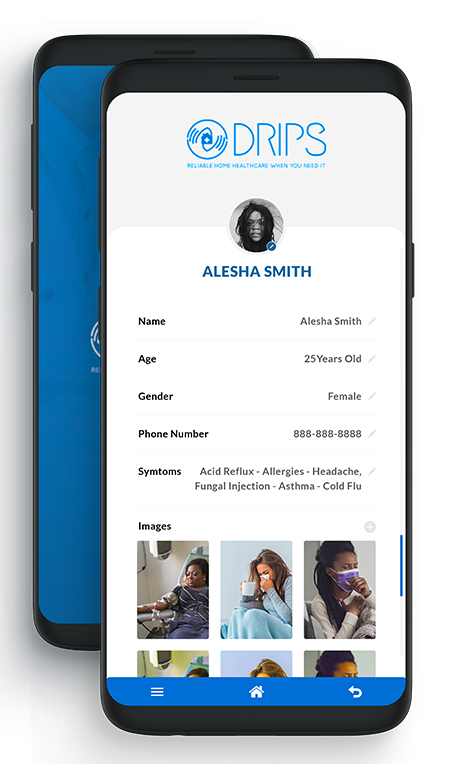 DRIPS
RELIABLE HOME HEALTHCARE WHEN YOU NEED IT
ALESHA SMITH
Name Alesha Smith
Age 25Years Old
Gender Female
Phone Number 888-888-8888
Symtoms Acid Reflux - Allergies - Headache,
Fungal Injection - Asthma - Cold Flu
Images
RE